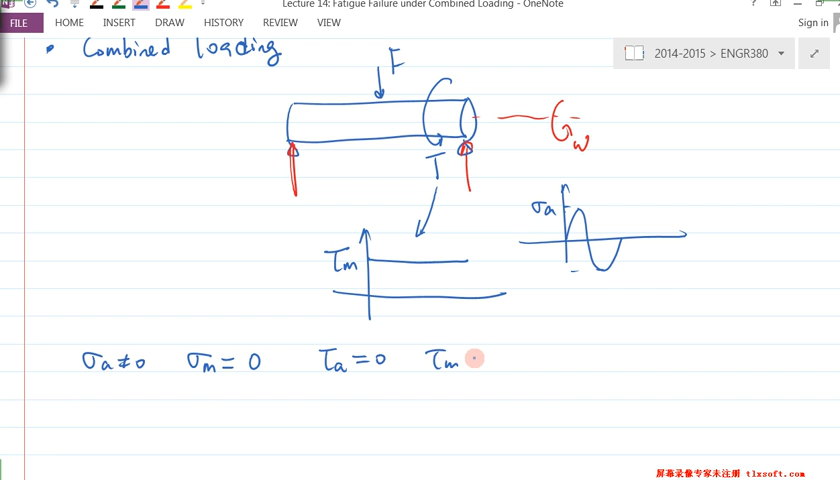 Lecture 14: Fatigue Failure under Combined Loading - OneNote
FILE HOME INSERT DRAW HISTORY REVIEW VIEW Sign in
2014-2015 > ENGR380
• Combined loading
F
ω
T
σa
τm
σa ≠ 0 σm = 0 τa = 0 τm
屏幕录像专家未注册 tlxsoft.com